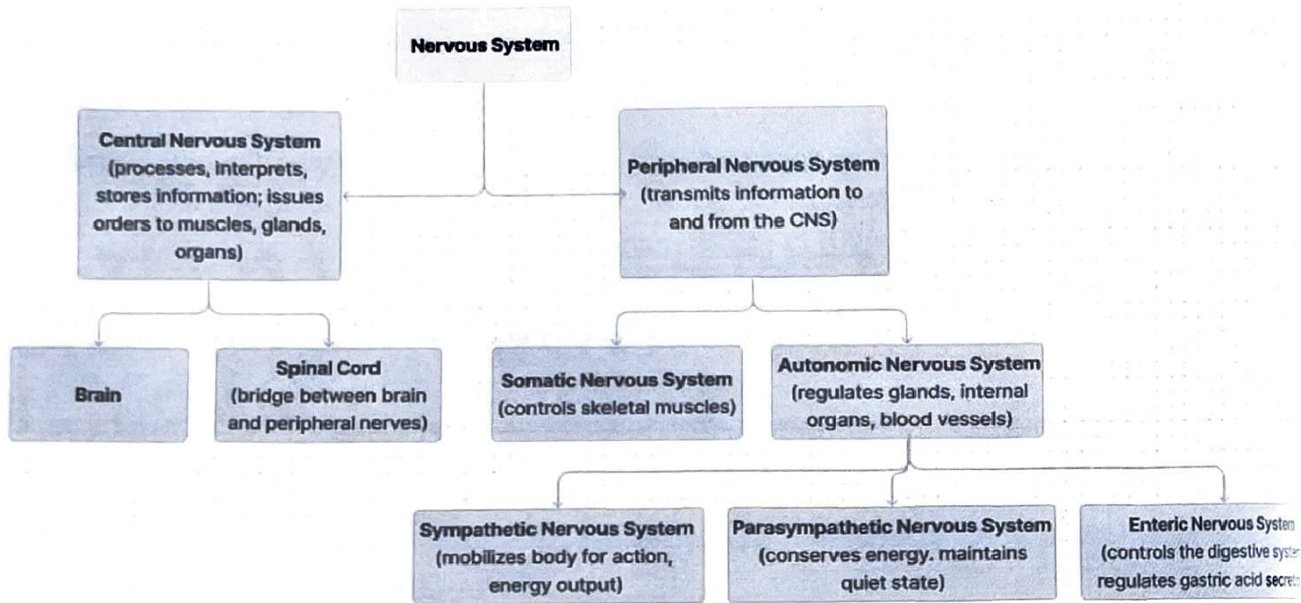 Nervous System
Central Nervous System
(processes, interprets,
stores information; issues
orders to muscles, glands,
organs)
Peripheral Nervous System
(transmits information to
and from the CNS)
Brain
Spinal Cord
(bridge between brain
and peripheral nerves)
Somatic Nervous System
(controls skeletal muscles)
Autonomic Nervous System
(regulates glands, internal
organs, blood vessels)
Sympathetic Nervous System
(mobilizes body for action,
energy output)
Parasympathetic Nervous System
(conserves energy. maintains
quiet state)
Enteric Nervous System
(controls the digestive
regulates gastric acid